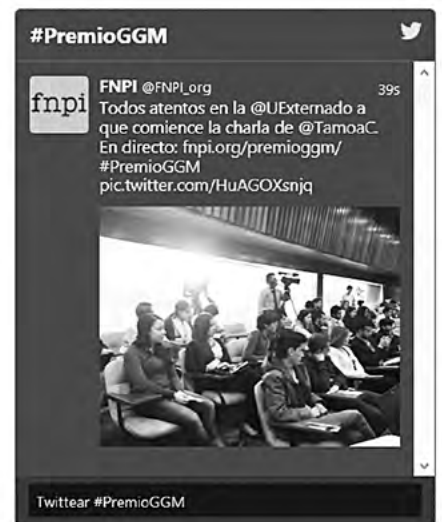 #PremioGGM
fnpi
FNPI @FNPI_org 39s
Todos atentos en la @UExternado a
que comience la charla de @TamoaC.
En directo: fnpi.org/premioggm/
#PremioGGM
pic.twitter.com/HuAGOXsnjq
Twittear #PremioGGM